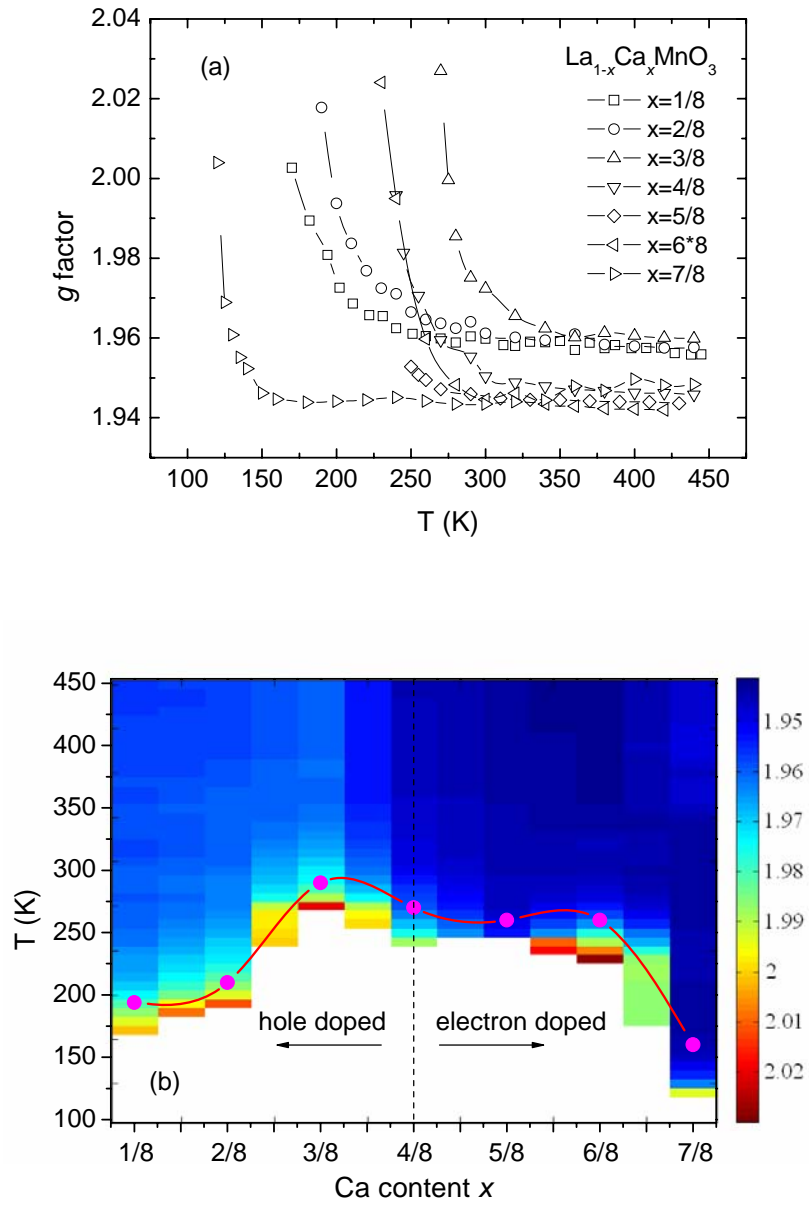 2.04
2.02
2.00
1.98
1.96
1.94
g factor
(a)
La1-xCaxMnO3
x=1/8
x=2/8
x=3/8
x=4/8
x=5/8
x=6*8
x=7/8
100 150 200 250 300 350 400 450
T (K)
450
400
350
300
250
200
150
100
T (K)
hole doped
electron doped
(b)
1/8 2/8 3/8 4/8 5/8 6/8 7/8
Ca content x
1.95
1.96
1.97
1.98
1.99
2
2.01
2.02